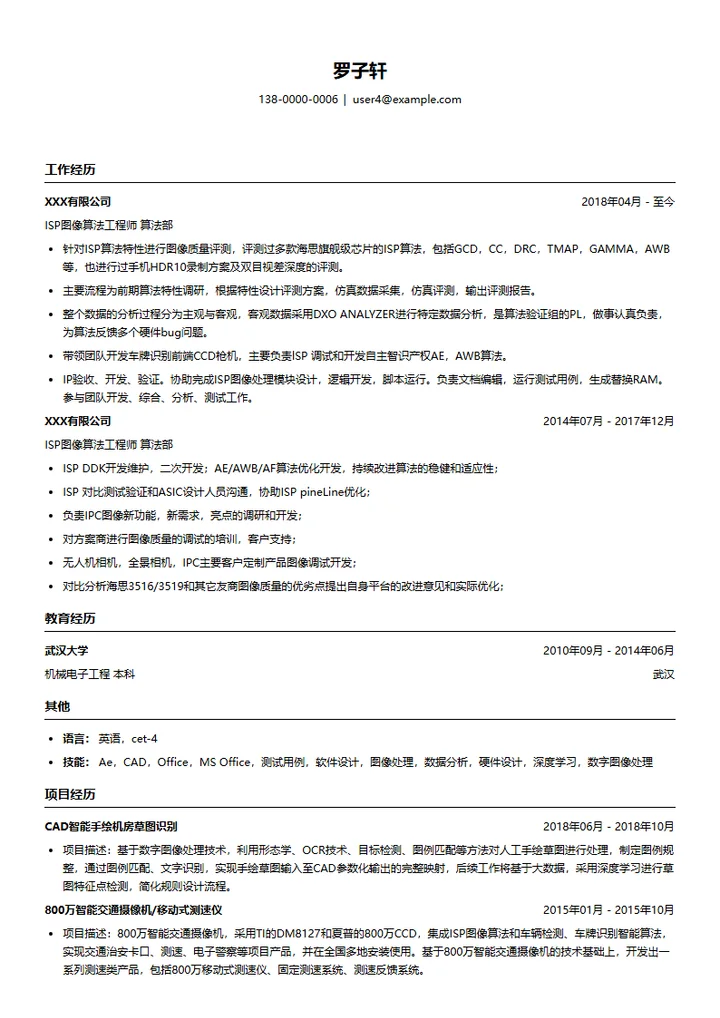 罗子轩
138-0000-0006 | user4@example.com
工作经历
XXX有限公司 2018年04月 - 至今
ISP图像算法工程师 算法部
• 针对ISP算法特性进行图像质量评测，评测过多款海思旗舰级芯片的ISP算法，包括GCD，CC，DRC，TMAP，GAMMA，AWB
等，也进行过手机HDR10录制方案及双目视差深度的评测。
• 主要流程为前期算法特性调研，根据特性设计评测方案，仿真数据采集，仿真评测，输出评测报告。
• 整个数据的分析过程分为主观与客观，客观数据采用DXO ANALYZER进行特定数据分析，是算法验证组的PL，做事认真负责，
为算法反馈多个硬件bug问题。
• 带领团队开发车牌识别前端CCD枪机，主要负责ISP 调试和开发自主智识产权AE，AWB算法。
• IP验收、开发、验证。协助完成ISP图像处理模块设计，逻辑开发，脚本运行。负责文档编辑，运行测试用例，生成替换RAM。
参与团队开发、综合、分析、测试工作。
XXX有限公司 2014年07月 - 2017年12月
ISP图像算法工程师 算法部
• ISP DDK开发维护，二次开发；AE/AWB/AF算法优化开发，持续改进算法的稳健和适应性；
• ISP 对比测试验证和ASIC设计人员沟通，协助ISP pineLine优化；
• 负责IPC图像新功能，新需求，亮点的调研和开发；
• 对方案商进行图像质量的调试的培训，客户支持；
• 无人机相机，全景相机，IPC主要客户定制产品图像调试开发；
• 对比分析海思3516/3519和其它友商图像质量的优劣点提出自身平台的改进意见和实际优化；
教育经历
武汉大学 2010年09月 - 2014年06月
机械电子工程 本科 武汉
其他
• 语言： 英语，cet-4
• 技能： Ae，CAD，Office，MS Office，测试用例，软件设计，图像处理，数据分析，硬件设计，深度学习，数字图像处理
项目经历
CAD智能手绘机房草图识别 2018年06月 - 2018年10月
• 项目描述：基于数字图像处理技术，利用形态学、OCR技术、目标检测、图例匹配等方法对人工手绘草图进行处理，制定图例规
整，通过图例匹配、文字识别，实现手绘草图输入至CAD参数化输出的完整映射，后续工作将基于大数据，采用深度学习进行草
图特征点检测，简化规则设计流程。
800万智能交通摄像机/移动式测速仪 2015年01月 - 2015年10月
• 项目描述：800万智能交通摄像机，采用TI的DM8127和夏普的800万CCD，集成ISP图像算法和车辆检测、车牌识别智能算法，
实现交通治安卡口、测速、电子警察等项目产品，并在全国多地安装使用。基于800万智能交通摄像机的技术基础上，开发出一
系列测速类产品，包括800万移动式测速仪、固定测速系统、测速反馈系统。